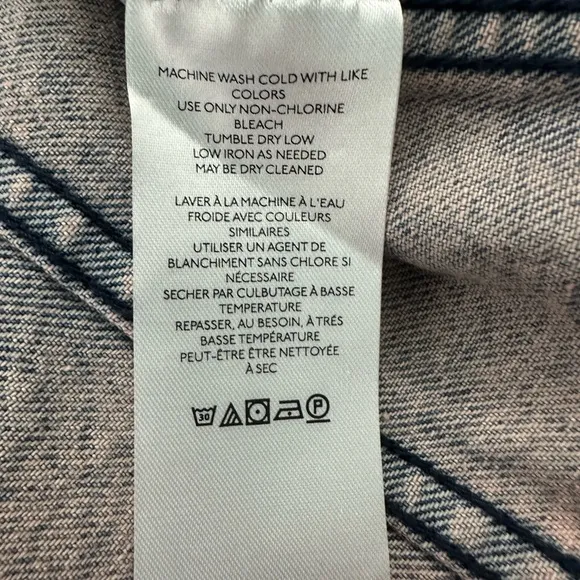 MACHINE WASH COLD WITH LIKE
COLORS
USE ONLY NON-CHLORINE
BLEACH
TUMBLE DRY LOW
LOW IRON AS NEEDED
MAY BE DRY CLEANED
LAVER À LA MACHINE À L'EAU
FROIDE AVEC COULEURS
SIMILAIRES
UTILISER UN AGENT DE
BLANCHIMENT SANS CHLORE SI
NÉCESSAIRE
SECHER PAR CULBUTAGE À BASSE
TEMPERATURE
REPASSER, AU BESOIN, À TRÉS
BASSE TEMPÉRATURE
PEUT-ÊTRE ÊTRE NETTOYÉE
À SEC
30 P